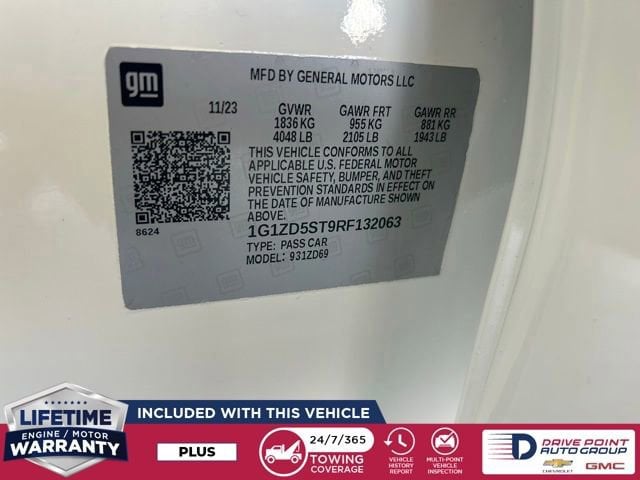 gm
MFD BY GENERAL MOTORS LLC
11/23 GVWR GAWR FRT GAWR RR
1836 KG 955 KG 881 KG
4048 LB 2105 LB 1943 LB
THIS VEHICLE CONFORMS TO ALL
APPLICABLE U.S. FEDERAL MOTOR
VEHICLE SAFETY, BUMPER, AND THEFT
PREVENTION STANDARDS IN EFFECT ON
THE DATE OF MANUFACTURE SHOWN
ABOVE.
8624
1G1ZD5ST9RF132063
TYPE: PASS CAR
MODEL: 931ZD69
LIFETIME
ENGINE / MOTOR
WARRANTY
INCLUDED WITH THIS VEHICLE
PLUS
24/7/365
TOWING
COVERAGE
VEHICLE
HISTORY
REPORT
MULTI-POINT
VEHICLE
INSPECTION
DRIVE POINT
AUTO GROUP
CHEVROLET GMC